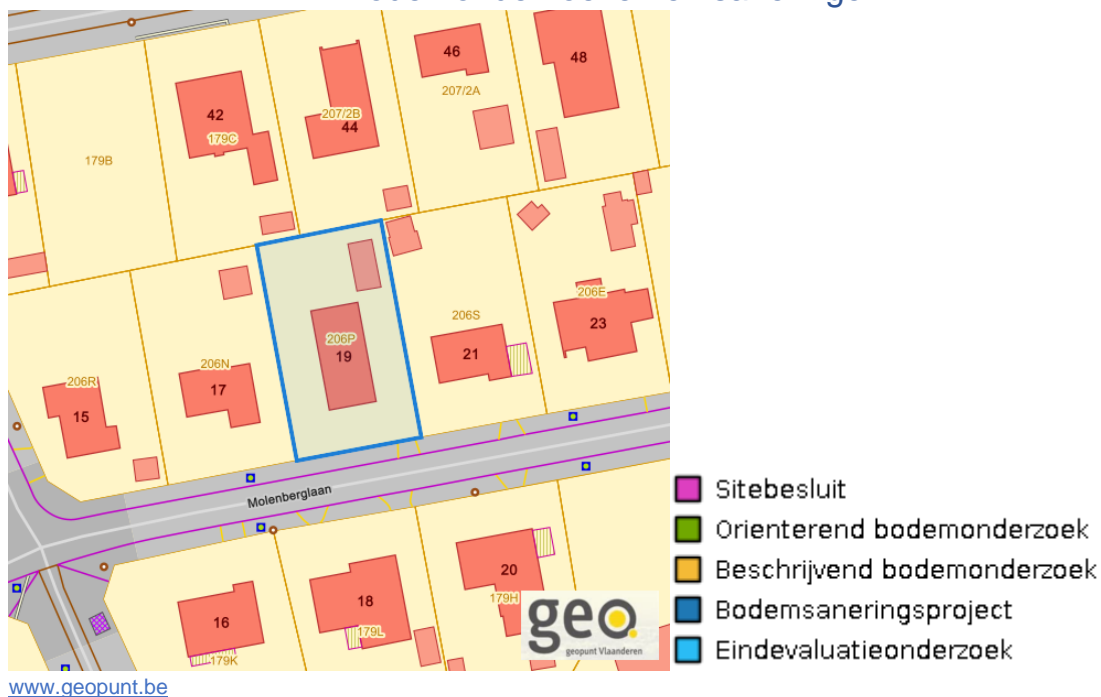 46
48
42
207/2A
207/2B
44
179C
179B
206E
206S
23
206P
19
21
206N
206R
17
15
Molenberglaan
Sitebesluit
Orienterend bodemonderzoek
Beschrijvend bodemonderzoek
Bodemsaneringsproject
Eindevaluatieonderzoek
20
18
179H
16
179L
179K
geo
geopunt Vlaanderen
www.geopunt.be